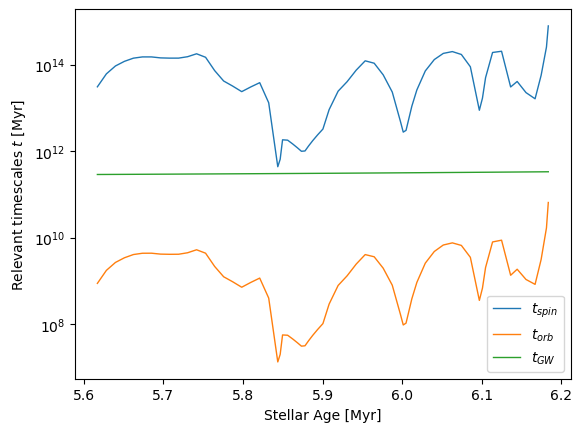 Relevant timescales t [Myr]
10^14
10^12
10^10
10^8
5.6 5.7 5.8 5.9 6.0 6.1 6.2
Stellar Age [Myr]
t_spin
t_orb
t_GW